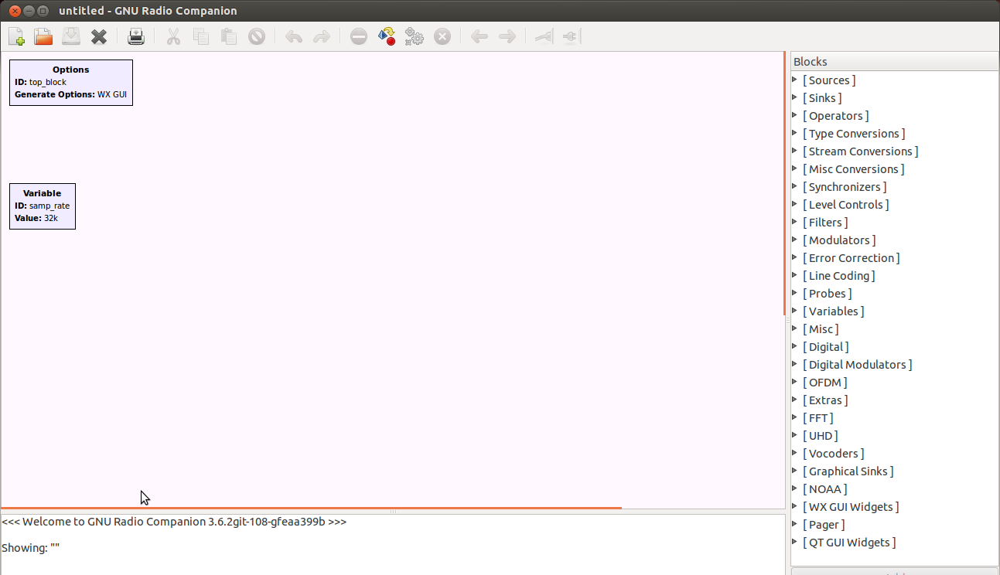 untitled - GNU Radio Companion
Options
ID: top_block
Generate Options: WX GUI
Variable
ID: samp_rate
Value: 32k
Blocks
[ Sources ]
[ Sinks ]
[ Operators ]
[ Type Conversions ]
[ Stream Conversions ]
[ Misc Conversions ]
[ Synchronizers ]
[ Level Controls ]
[ Filters ]
[ Modulators ]
[ Error Correction ]
[ Line Coding ]
[ Probes ]
[ Variables ]
[ Misc ]
[ Digital ]
[ Digital Modulators ]
[ OFDM ]
[ Extras ]
[ FFT ]
[ UHD ]
[ Vocoders ]
[ Graphical Sinks ]
[ NOAA ]
[ WX GUI Widgets ]
[ Pager ]
[ QT GUI Widgets ]
<<< Welcome to GNU Radio Companion 3.6.2git-108-gfeaa399b >>>
Showing: ""